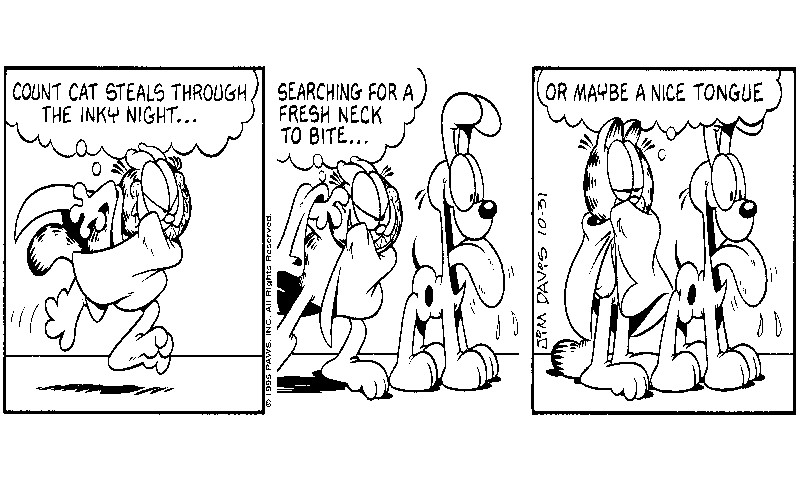 COUNT CAT STEALS THROUGH
THE INKY NIGHT...
SEARCHING FOR A
FRESH NECK
TO BITE...
© 1995 PAWS, INC. All Rights Reserved.
OR MAYBE A NICE TONGUE
JIM DAVIS 10·31